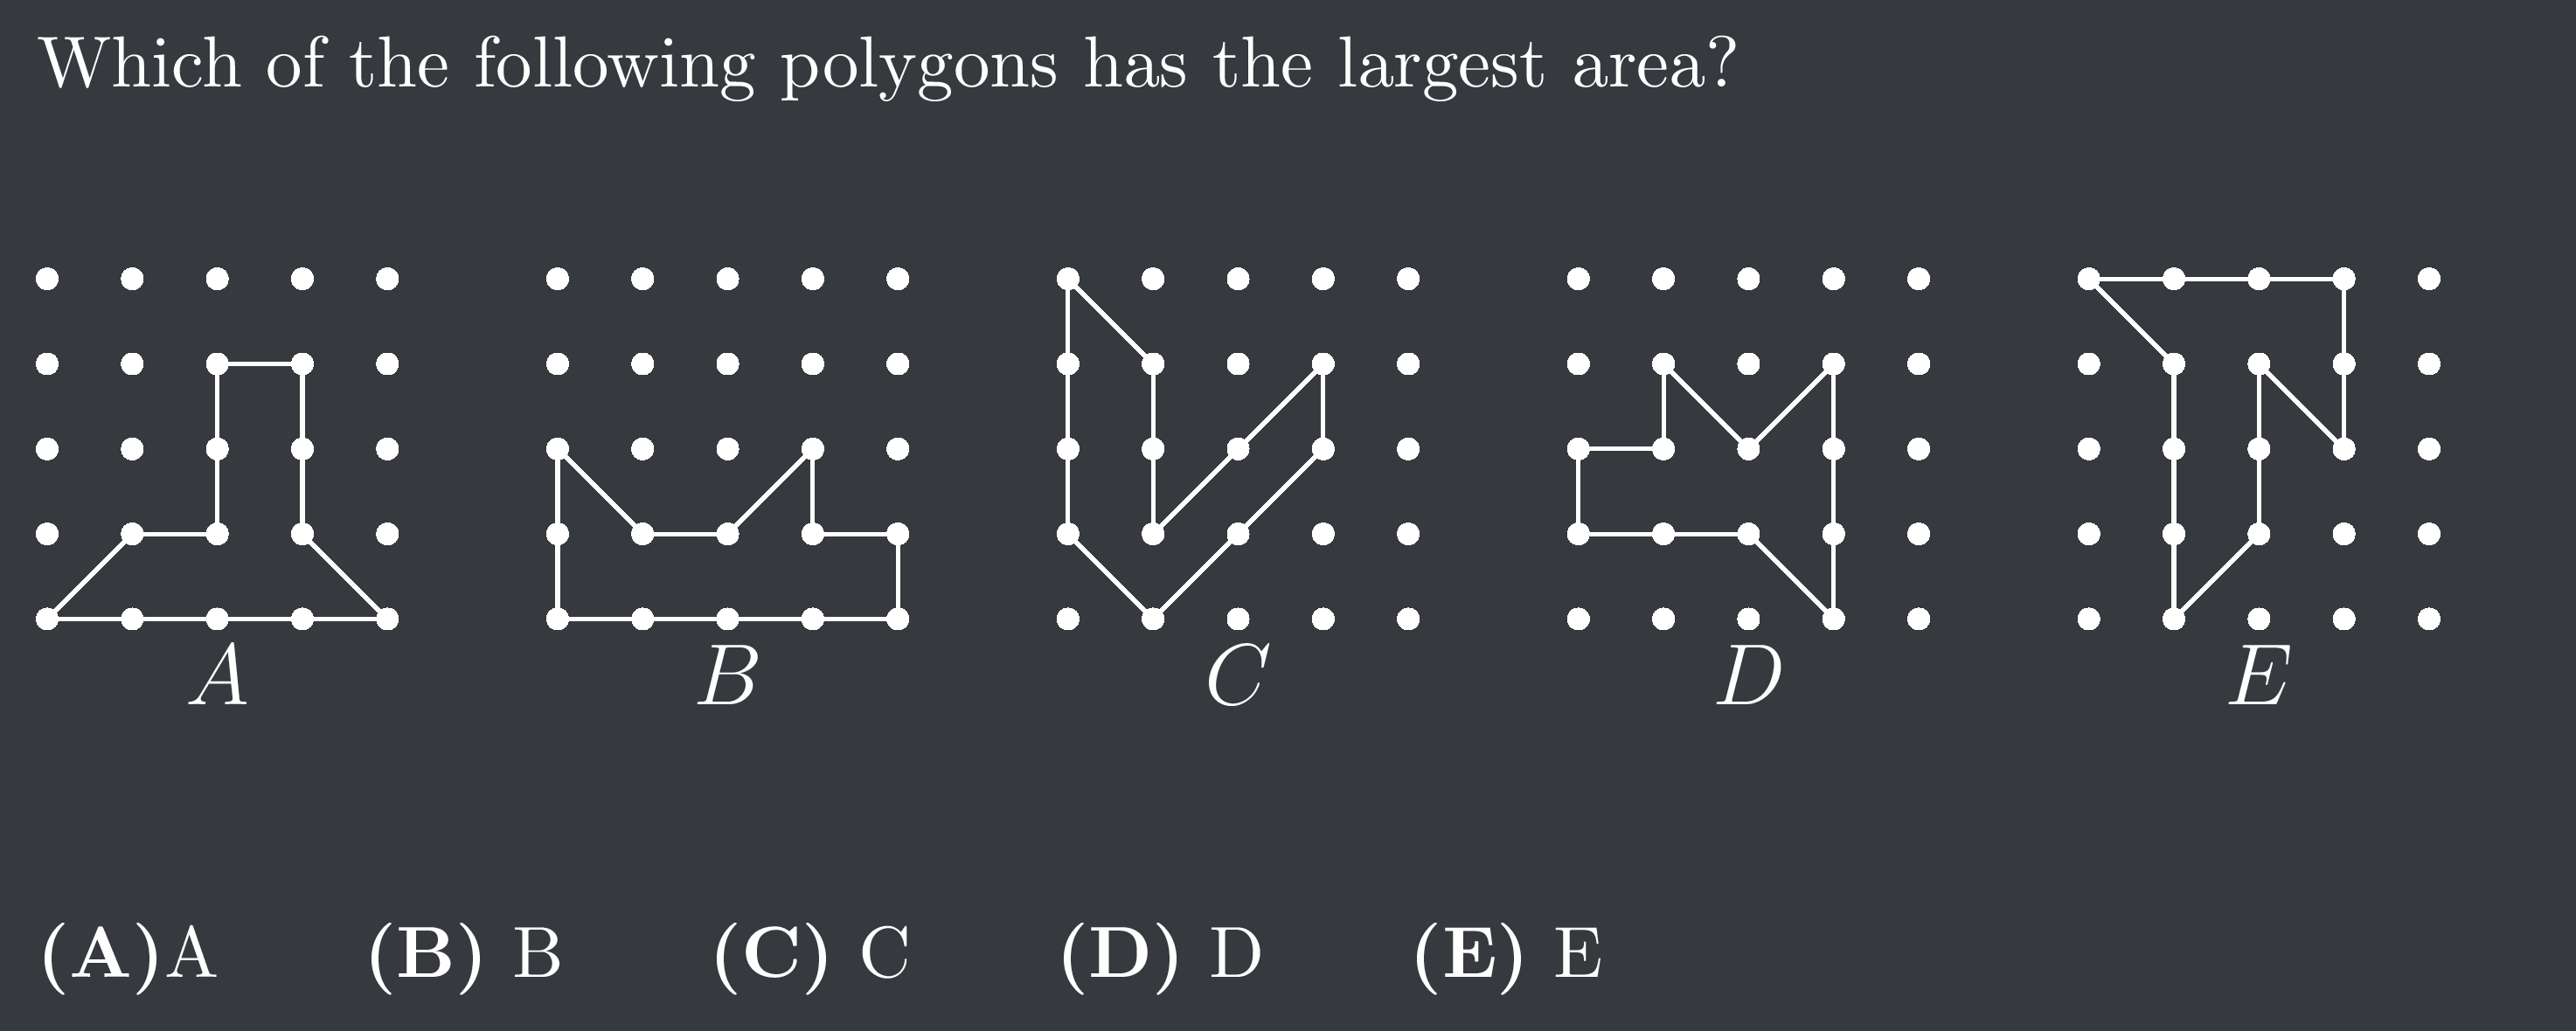 Which of the following polygons has the largest area?
A B C D E
(A)A (B) B (C) C (D) D (E) E